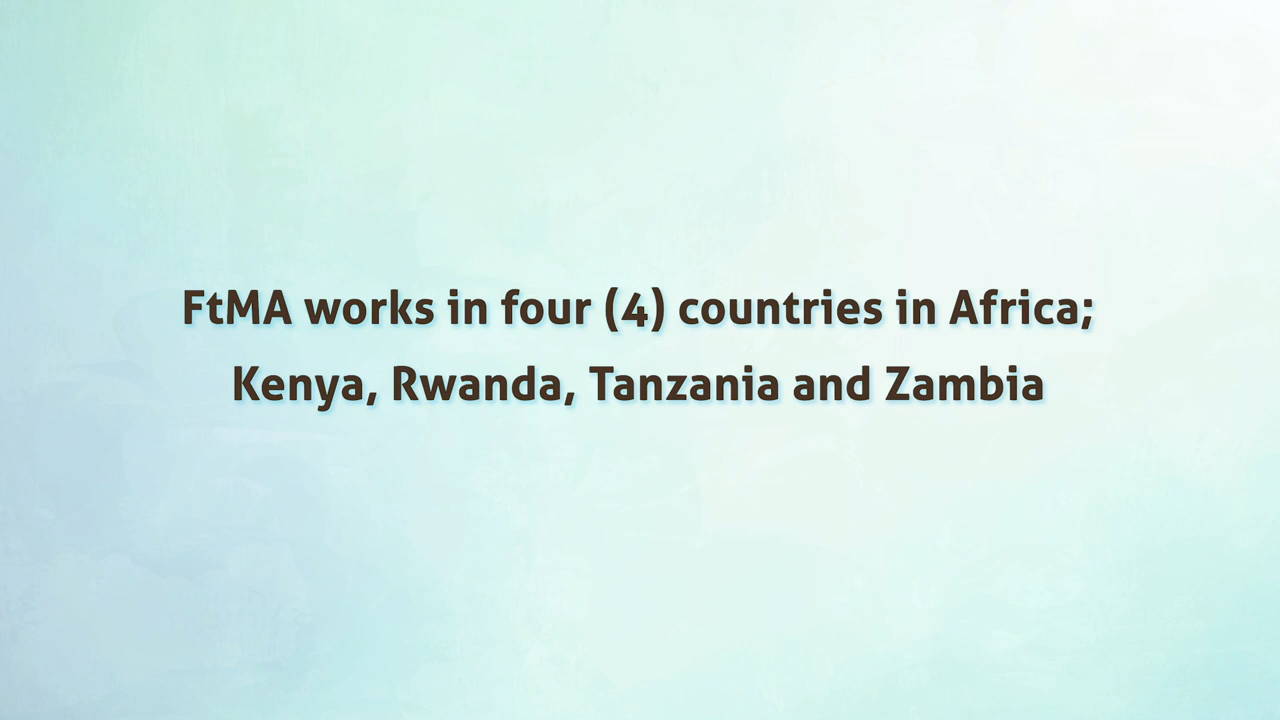 FtMA works in four (4) countries in Africa;
Kenya, Rwanda, Tanzania and Zambia